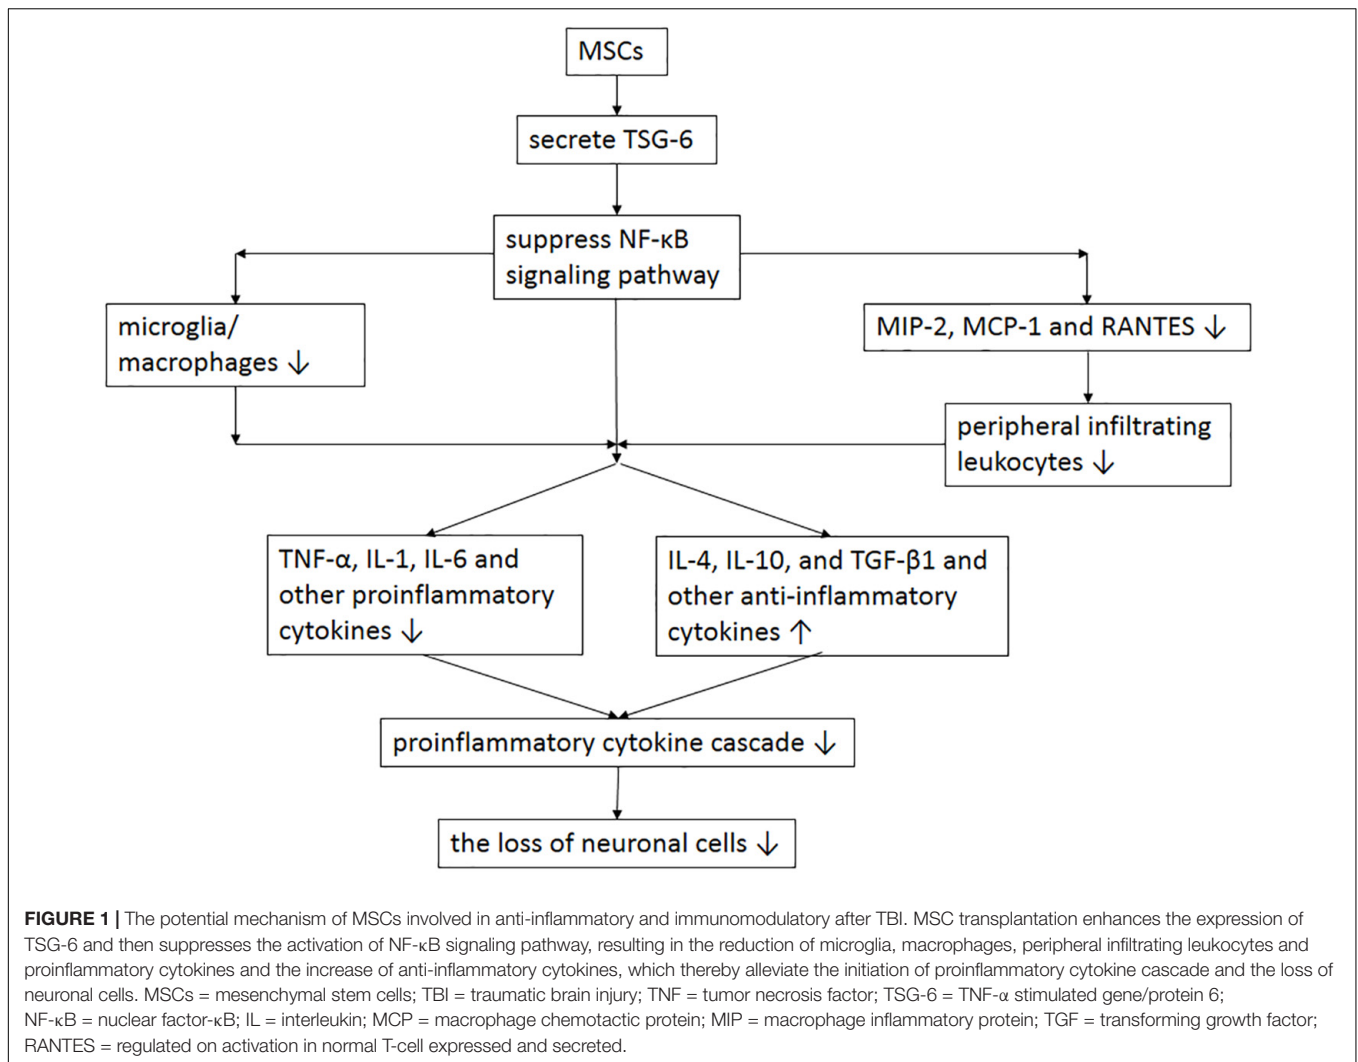 MSCs
secrete TSG-6
suppress NF-κB
signaling pathway
microglia/
macrophages ↓
MIP-2, MCP-1 and RANTES ↓
peripheral infiltrating
leukocytes ↓
TNF-α, IL-1, IL-6 and
other proinflammatory
cytokines ↓
IL-4, IL-10, and TGF-β1 and
other anti-inflammatory
cytokines ↑
proinflammatory cytokine cascade ↓
the loss of neuronal cells ↓
FIGURE 1 | The potential mechanism of MSCs involved in anti-inflammatory and immunomodulatory after TBI. MSC transplantation enhances the expression of
TSG-6 and then suppresses the activation of NF-κB signaling pathway, resulting in the reduction of microglia, macrophages, peripheral infiltrating leukocytes and
proinflammatory cytokines and the increase of anti-inflammatory cytokines, which thereby alleviate the initiation of proinflammatory cytokine cascade and the loss of
neuronal cells. MSCs = mesenchymal stem cells; TBI = traumatic brain injury; TNF = tumor necrosis factor; TSG-6 = TNF-α stimulated gene/protein 6;
NF-κB = nuclear factor-κB; IL = interleukin; MCP = macrophage chemotactic protein; MIP = macrophage inflammatory protein; TGF = transforming growth factor;
RANTES = regulated on activation in normal T-cell expressed and secreted.